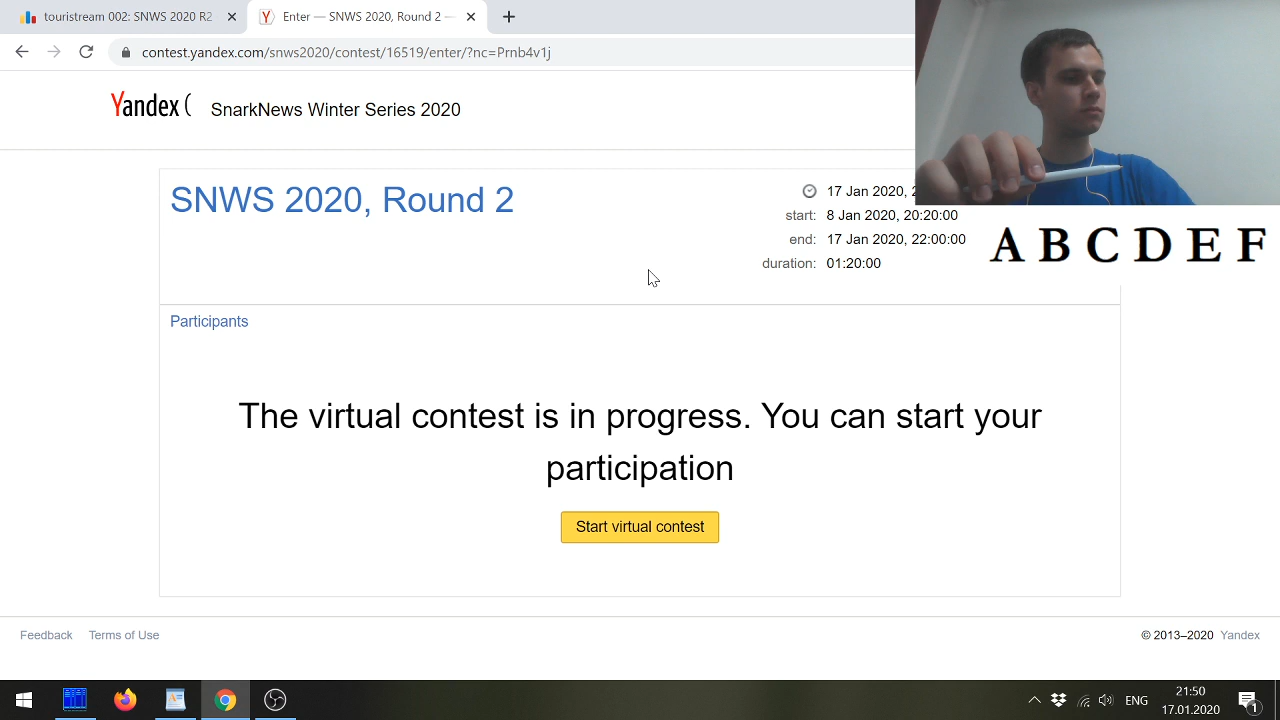 touristream 002: SNWS 2020 R2
Enter — SNWS 2020, Round 2 —
contest.yandex.com/snws2020/contest/16519/enter/?nc=Prnb4v1j
Yandex (
SnarkNews Winter Series 2020
SNWS 2020, Round 2
17 Jan 2020, 2
start: 8 Jan 2020, 20:20:00
end: 17 Jan 2020, 22:00:00
duration: 01:20:00
A B C D E F
Participants
The virtual contest is in progress. You can start your
participation
Start virtual contest
Feedback Terms of Use
© 2013–2020 Yandex
ENG
21:50
17.01.2020
1